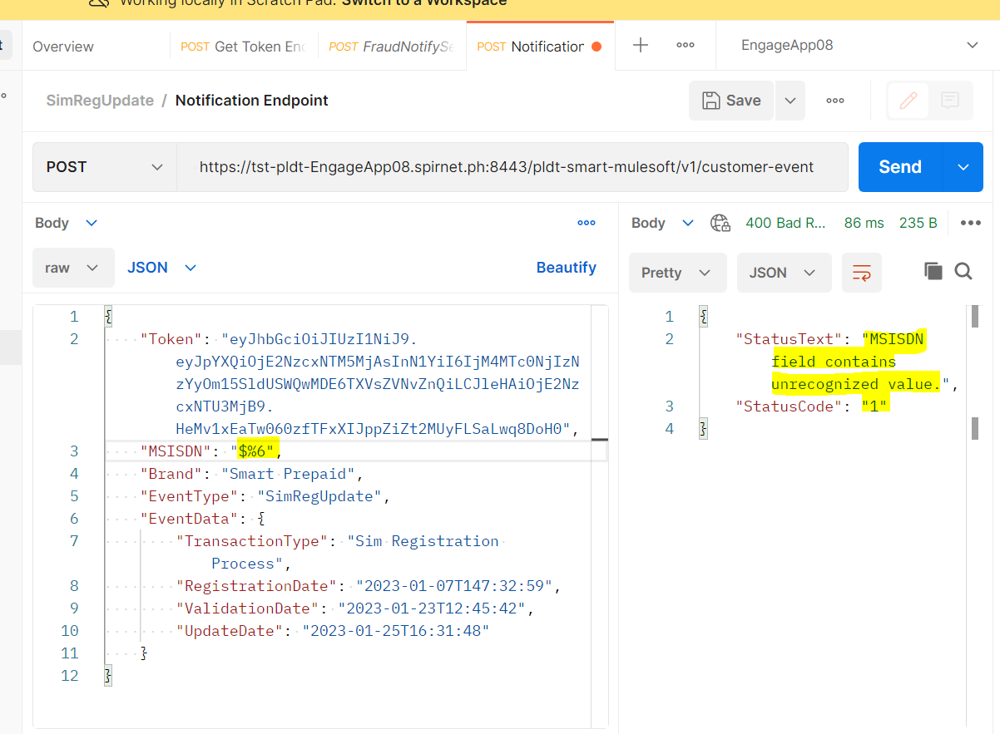 Working locally in Scratch Pad. Switch to a Workspace
Overview
POST Get Token En
POST FraudNotifySe
POST Notification
EngageApp08
SimRegUpdate / Notification Endpoint
Save
POST
https://tst-pldt-EngageApp08.spirnet.ph:8443/pldt-smart-mulesoft/v1/customer-event
Send
Body
raw
JSON
Beautify
1 {
2 "Token": "eyJhbGciOiJIUzI1NiJ9.
eyJpYXQiOjE2NzcxNTM5MjAsInN1YiI6IjM4MTc0NjIzN
zYyOm15SldUSWQwMDE6TXVsZVNvZnQiLCJleHAiOjE2Nz
cxNTU3MjB9.
HeMv1xEaTw060zfTFxXIJppZiZt2MUyFLSaLwq8DoH0",
3 "MSISDN": "$%6",
4 "Brand": "Smart Prepaid",
5 "EventType": "SimRegUpdate",
6 "EventData": {
7 "TransactionType": "Sim Registration
Process",
8 "RegistrationDate": "2023-01-07T147:32:59",
9 "ValidationDate": "2023-01-23T12:45:42",
10 "UpdateDate": "2023-01-25T16:31:48"
11 }
12 }
Body
400 Bad R...
86 ms
235 B
Pretty
JSON
1 {
2 "StatusText": "MSISDN
field contains
unrecognized value.",
3 "StatusCode": "1"
4 }